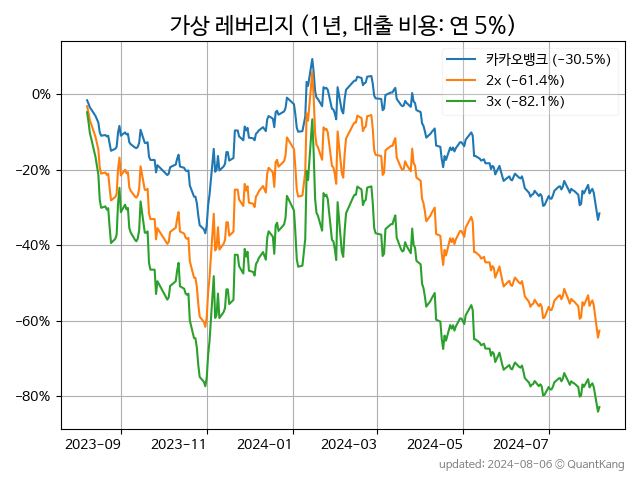 가상 레버리지 (1년, 대출 비용: 연 5%)
카카오뱅크 (−30.5%)
2x (−61.4%)
3x (−82.1%)
0%
−20%
−40%
−60%
−80%
2023-09 2023-11 2024-01 2024-03 2024-05 2024-07
updated: 2024-08-06 © QuantKang